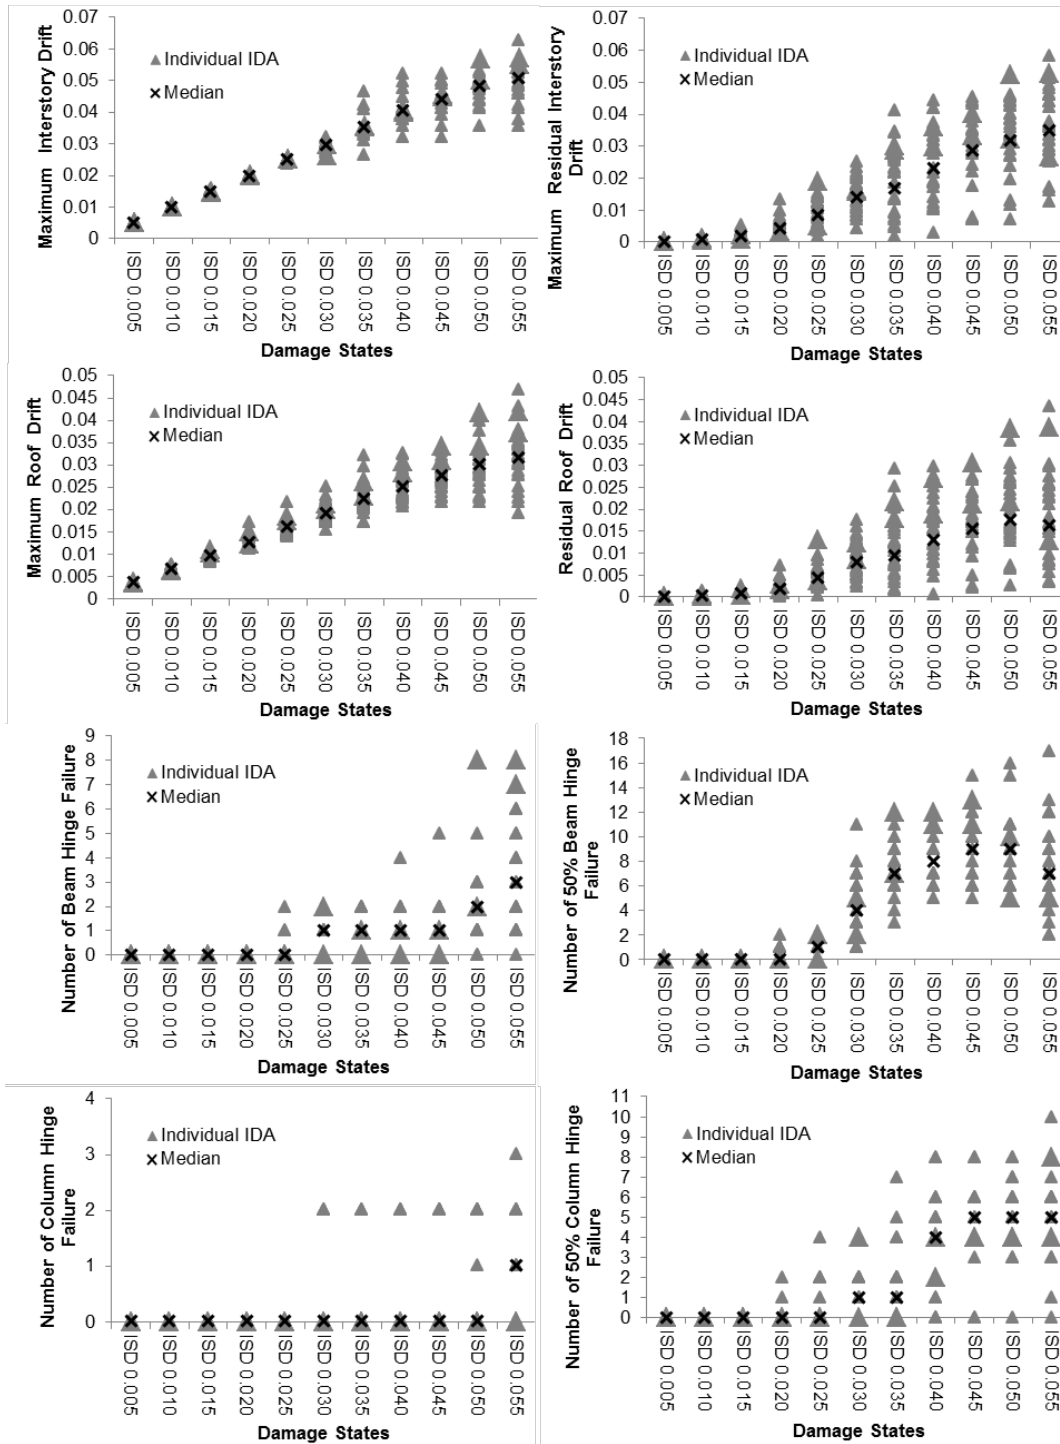 Maximum Interstory Drift
0.07
0.06
0.05
0.04
0.03
0.02
0.01
0
Individual IDA
Median
ISD 0.005
ISD 0.010
ISD 0.015
ISD 0.020
ISD 0.025
ISD 0.030
ISD 0.035
ISD 0.040
ISD 0.045
ISD 0.050
ISD 0.055
Damage States
Maximum Residual Interstory
Drift
0.07
0.06
0.05
0.04
0.03
0.02
0.01
0
Individual IDA
Median
ISD 0.005
ISD 0.010
ISD 0.015
ISD 0.020
ISD 0.025
ISD 0.030
ISD 0.035
ISD 0.040
ISD 0.045
ISD 0.050
ISD 0.055
Damage States
Maximum Roof Drift
0.05
0.045
0.04
0.035
0.03
0.025
0.02
0.015
0.01
0.005
0
Individual IDA
Median
ISD 0.005
ISD 0.010
ISD 0.015
ISD 0.020
ISD 0.025
ISD 0.030
ISD 0.035
ISD 0.040
ISD 0.045
ISD 0.050
ISD 0.055
Damage States
Residual Roof Drift
0.05
0.045
0.04
0.035
0.03
0.025
0.02
0.015
0.01
0.005
0
Individual IDA
Median
ISD 0.005
ISD 0.010
ISD 0.015
ISD 0.020
ISD 0.025
ISD 0.030
ISD 0.035
ISD 0.040
ISD 0.045
ISD 0.050
ISD 0.055
Damage States
Number of Beam Hinge Failure
9
8
7
6
5
4
3
2
1
0
Individual IDA
Median
ISD 0.005
ISD 0.010
ISD 0.015
ISD 0.020
ISD 0.025
ISD 0.030
ISD 0.035
ISD 0.040
ISD 0.045
ISD 0.050
ISD 0.055
Damage States
Number of 50% Beam Hinge
Failure
18
16
14
12
10
8
6
4
2
0
Individual IDA
Median
ISD 0.005
ISD 0.010
ISD 0.015
ISD 0.020
ISD 0.025
ISD 0.030
ISD 0.035
ISD 0.040
ISD 0.045
ISD 0.050
ISD 0.055
Damage States
Number of Column Hinge
Failure
4
3
2
1
0
Individual IDA
Median
ISD 0.005
ISD 0.010
ISD 0.015
ISD 0.020
ISD 0.025
ISD 0.030
ISD 0.035
ISD 0.040
ISD 0.045
ISD 0.050
ISD 0.055
Damage States
Number of 50% Column Hinge
Failure
11
10
9
8
7
6
5
4
3
2
1
0
Individual IDA
Median
ISD 0.005
ISD 0.010
ISD 0.015
ISD 0.020
ISD 0.025
ISD 0.030
ISD 0.035
ISD 0.040
ISD 0.045
ISD 0.050
ISD 0.055
Damage States